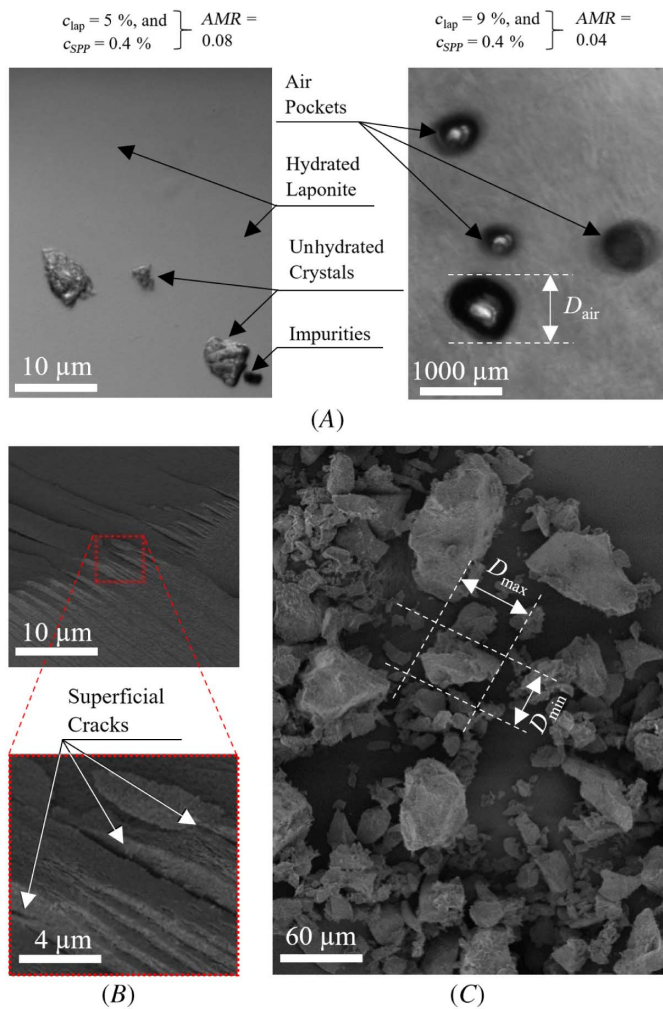 c_lap = 5 %, and
c_SPP = 0.4 %
AMR =
0.08
c_lap = 9 %, and
c_SPP = 0.4 %
AMR =
0.04
Air
Pockets
Hydrated
Laponite
Unhydrated
Crystals
Impurities
D_air
10 µm
1000 µm
(A)
10 µm
Superficial
Cracks
4 µm
D_max
D_min
60 µm
(B)
(C)